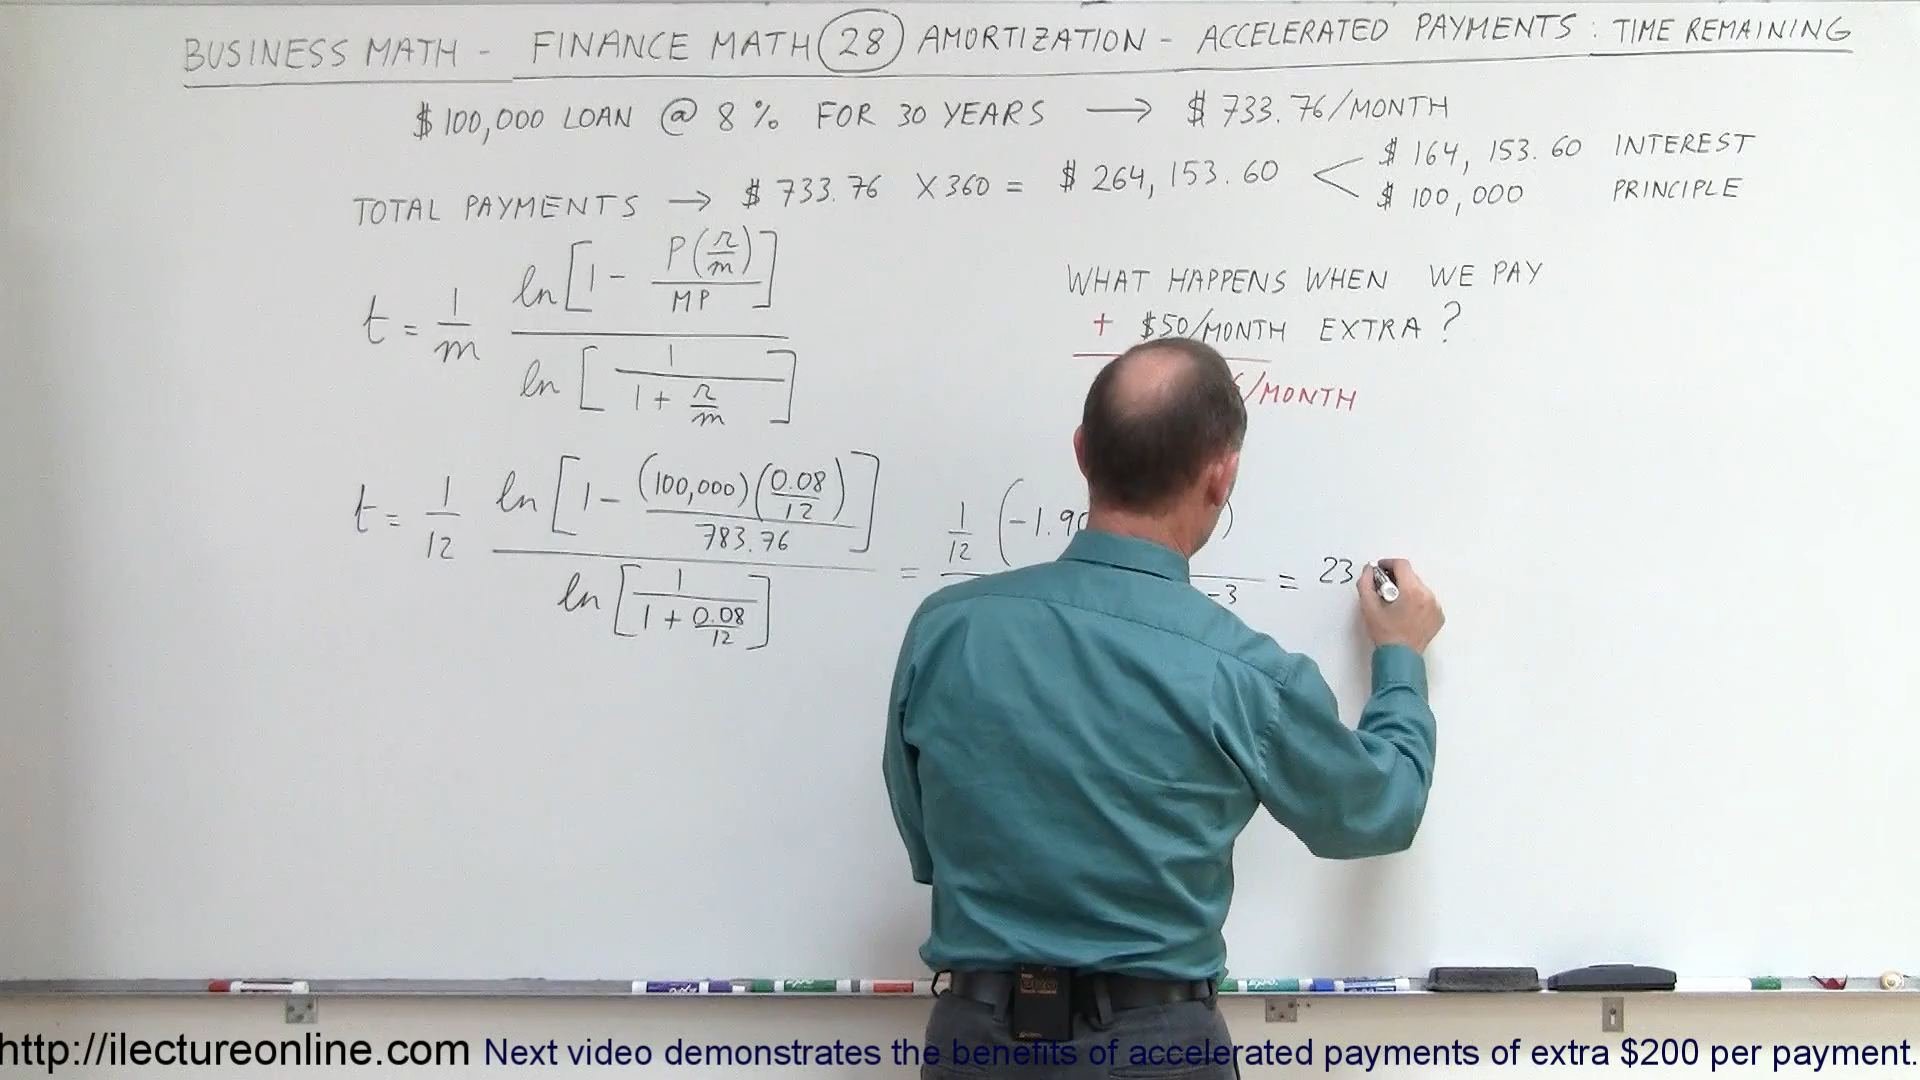 BUSINESS MATH - FINANCE MATH 28 AMORTIZATION - ACCELERATED PAYMENTS : TIME REMAINING
$100,000 LOAN @ 8% FOR 30 YEARS → $733.76/MONTH
TOTAL PAYMENTS → $733.76 X360 = $264,153.60 < $164,153.60 INTEREST
$100,000 PRINCIPLE
t = 1/m ln[1 - P(r/m)/MP] / ln[1/(1 + r/m)]
WHAT HAPPENS WHEN WE PAY
+ $50/MONTH EXTRA ?
/MONTH
t = 1/12 ln[1 - (100,000)(0.08/12)/783.76] / ln[1/(1 + 0.08/12)] = 1/12 (-1.9 ) / -3 = 23
http://ilectureonline.com Next video demonstrates the benefits of accelerated payments of extra $200 per payment.